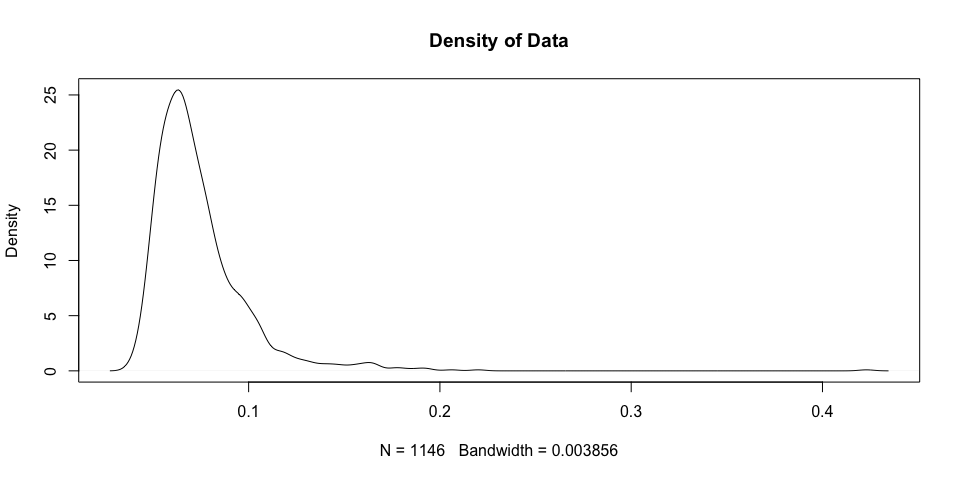 Density of Data
Density
25
20
15
10
5
0
0.1 0.2 0.3 0.4
N = 1146 Bandwidth = 0.003856